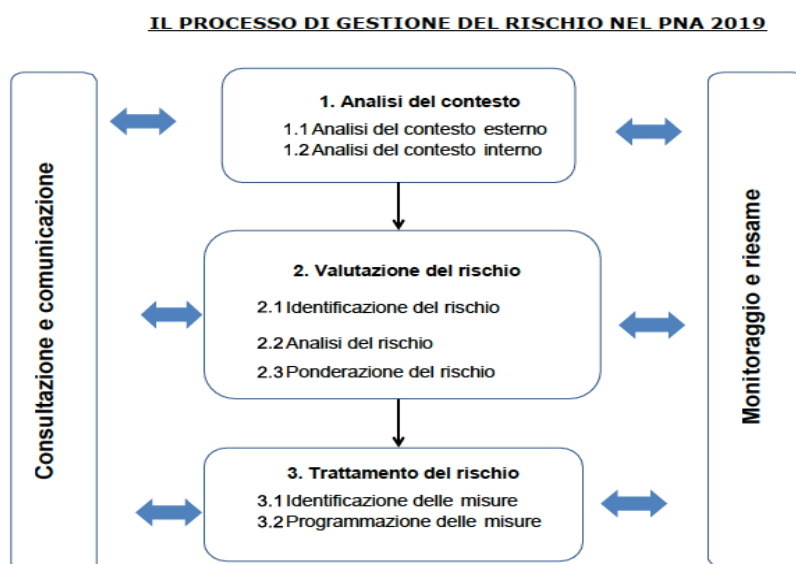 IL PROCESSO DI GESTIONE DEL RISCHIO NEL PNA 2019
Consultazione e comunicazione
1. Analisi del contesto
1.1 Analisi del contesto esterno
1.2 Analisi del contesto interno
2. Valutazione del rischio
2.1 Identificazione del rischio
2.2 Analisi del rischio
2.3 Ponderazione del rischio
3. Trattamento del rischio
3.1 Identificazione delle misure
3.2 Programmazione delle misure
Monitoraggio e riesame